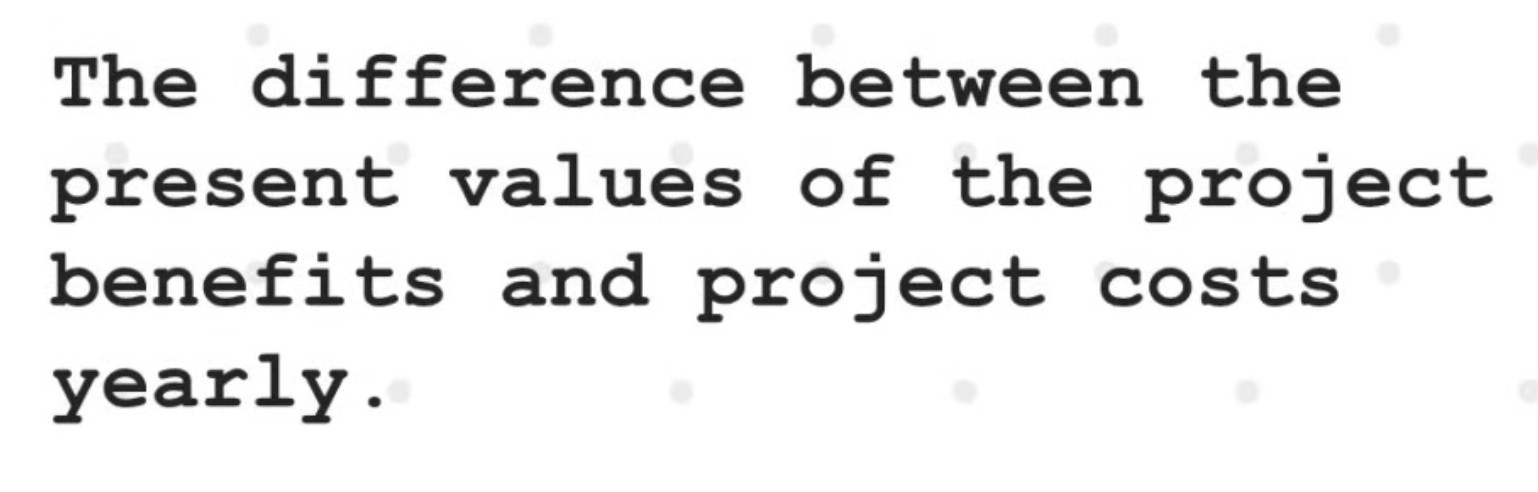 The difference between the
present values of the project
benefits and project costs
yearly.